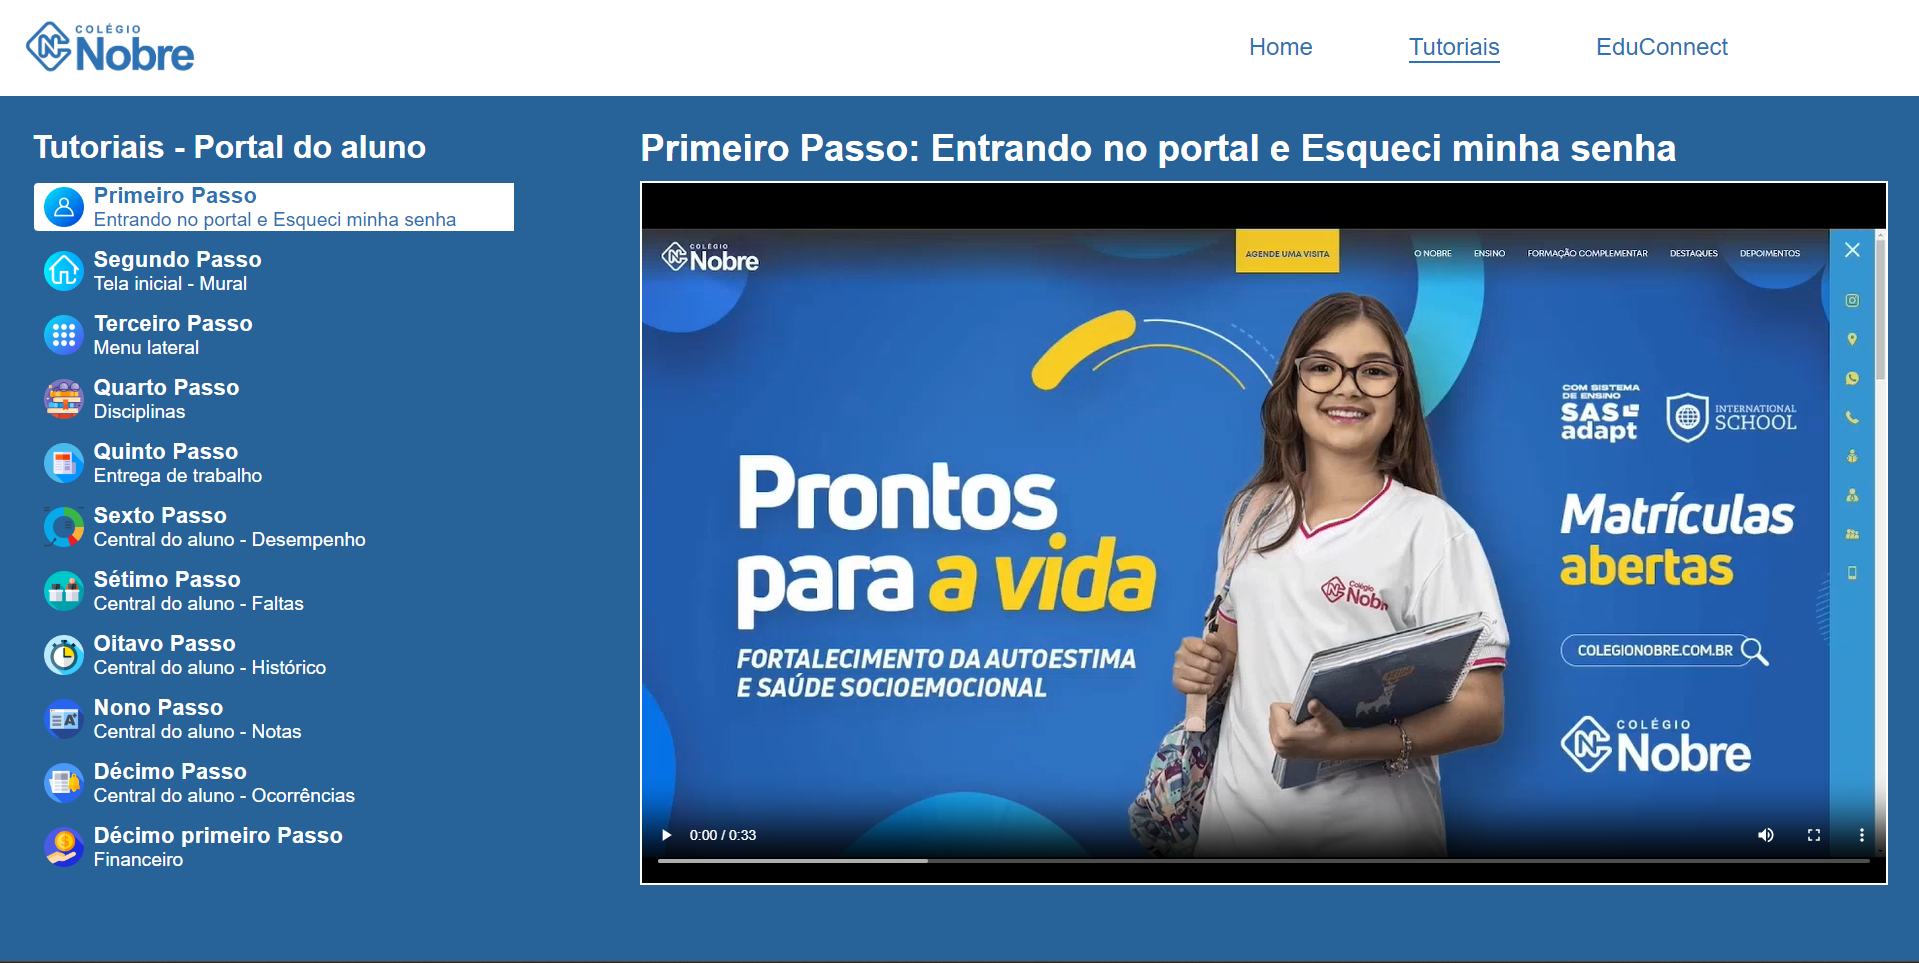 COLÉGIO
Nobre
Home
Tutoriais
EduConnect
Tutoriais - Portal do aluno
Primeiro Passo
Entrando no portal e Esqueci minha senha
Segundo Passo
Tela inicial - Mural
Terceiro Passo
Menu lateral
Quarto Passo
Disciplinas
Quinto Passo
Entrega de trabalho
Sexto Passo
Central do aluno - Desempenho
Sétimo Passo
Central do aluno - Faltas
Oitavo Passo
Central do aluno - Histórico
Nono Passo
Central do aluno - Notas
Décimo Passo
Central do aluno - Ocorrências
Décimo primeiro Passo
Financeiro
Primeiro Passo: Entrando no portal e Esqueci minha senha
COLÉGIO
Nobre
AGENDE UMA VISITA
O NOBRE
ENSINO
FORMAÇÃO COMPLEMENTAR
DESTAQUES
DEPOIMENTOS
Prontos
para a vida
FORTALECIMENTO DA AUTOESTIMA
E SAÚDE SOCIOEMOCIONAL
Colégio
Nobr
COM SISTEMA
DE ENSINO
SAS
adapt
INTERNATIONAL
SCHOOL
Matrículas
abertas
COLEGIONOBRE.COM.BR
COLÉGIO
Nobre
0:00 / 0:33